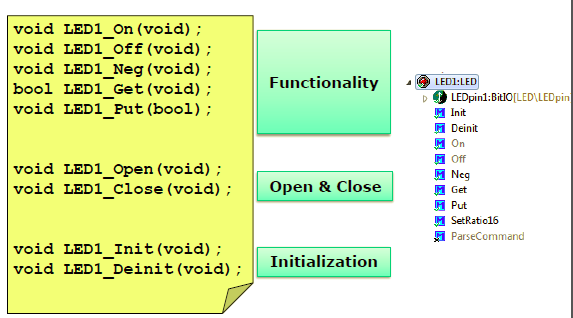 void LED1_On(void);
void LED1_Off(void);
void LED1_Neg(void);
bool LED1_Get(void);
void LED1_Put(bool);
void LED1_Open(void);
void LED1_Close(void);
void LED1_Init(void);
void LED1_Deinit(void);
Functionality
Open & Close
Initialization
LED1:LED
LEDpin1:BitIO[LED\LEDpin
Init
Deinit
On
Off
Neg
Get
Put
SetRatio16
ParseCommand